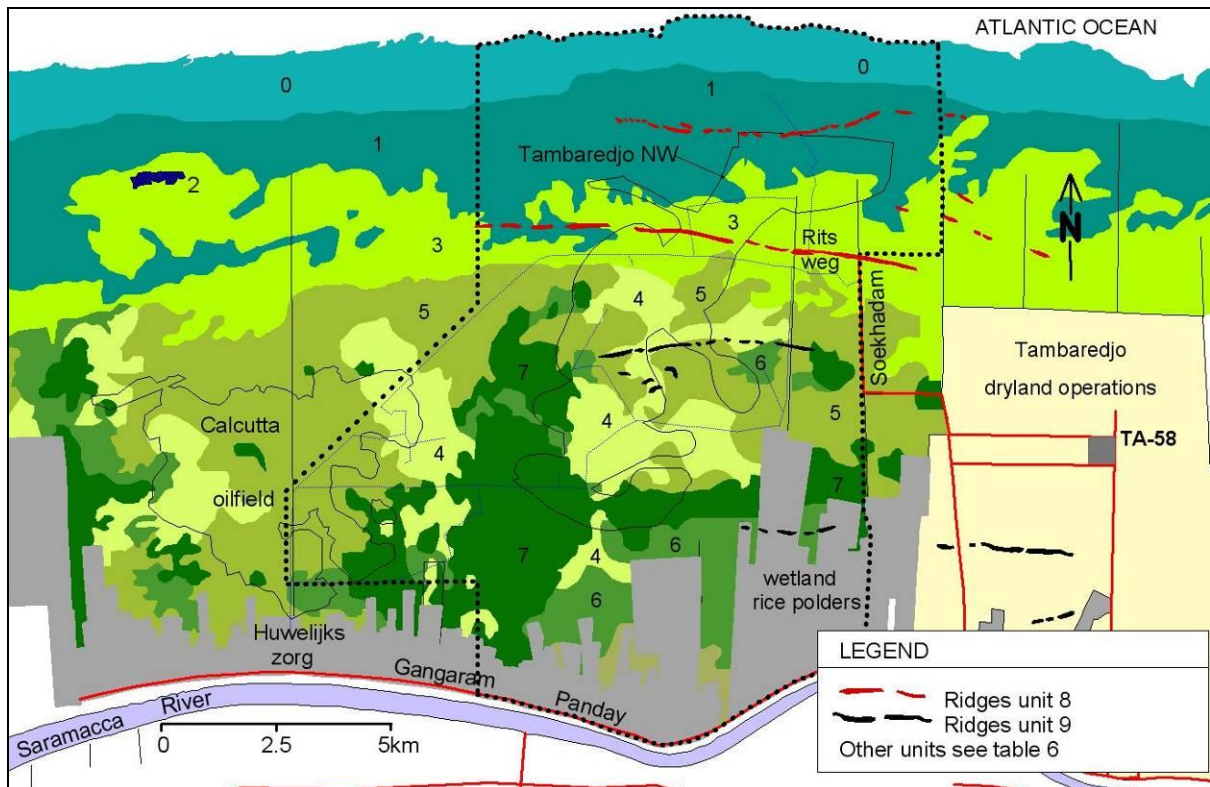 ATLANTIC OCEAN
0
0
1
1
Tambaredjo NW
2
3
3
Rits
weg
N
5
4
5
Soekhadam
7
6
Tambaredjo
dryland operations
Calcutta
4
5
4
TA-58
oilfield
7
7
4
6
6
wetland
rice polders
Huwelijks
zorg
Gangaram
Panday
Saramacca River
0 2.5 5km
LEGEND
Ridges unit 8
Ridges unit 9
Other units see table 6